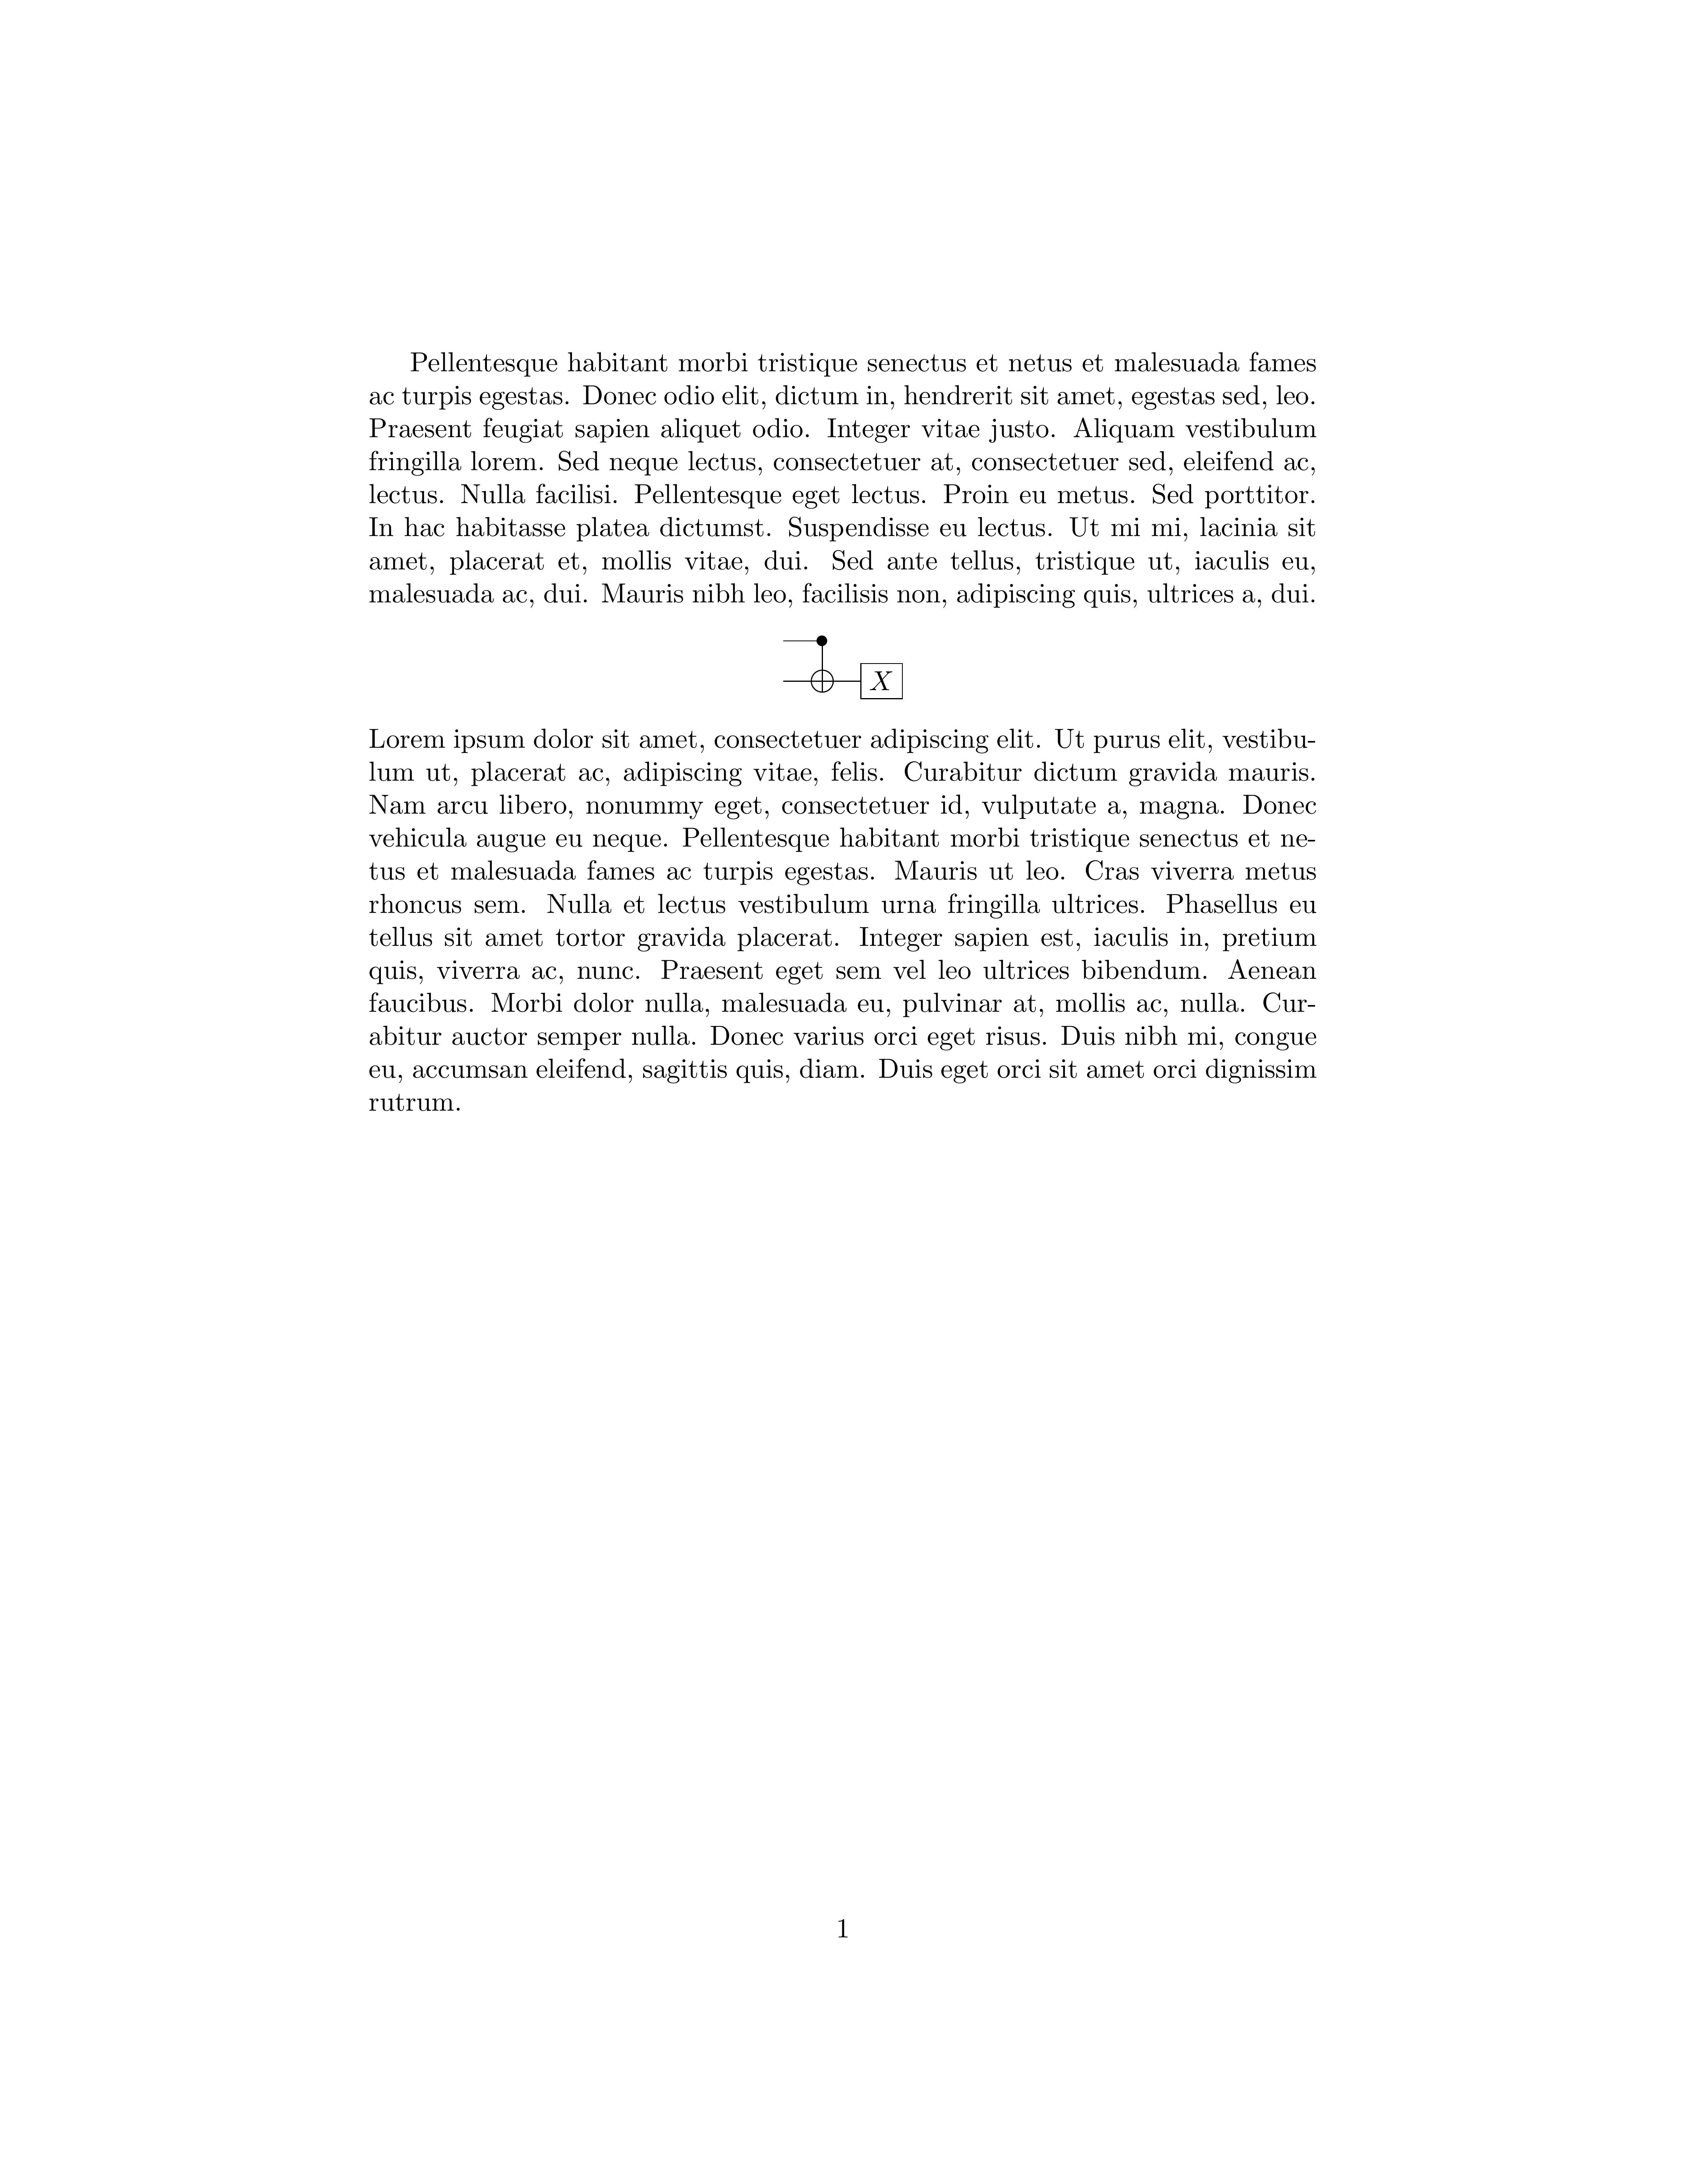 Pellentesque habitant morbi tristique senectus et netus et malesuada fames
ac turpis egestas. Donec odio elit, dictum in, hendrerit sit amet, egestas sed, leo.
Praesent feugiat sapien aliquet odio. Integer vitae justo. Aliquam vestibulum
fringilla lorem. Sed neque lectus, consectetuer at, consectetuer sed, eleifend ac,
lectus. Nulla facilisi. Pellentesque eget lectus. Proin eu metus. Sed porttitor.
In hac habitasse platea dictumst. Suspendisse eu lectus. Ut mi mi, lacinia sit
amet, placerat et, mollis vitae, dui. Sed ante tellus, tristique ut, iaculis eu,
malesuada ac, dui. Mauris nibh leo, facilisis non, adipiscing quis, ultrices a, dui.
X
Lorem ipsum dolor sit amet, consectetuer adipiscing elit. Ut purus elit, vestibu-
lum ut, placerat ac, adipiscing vitae, felis. Curabitur dictum gravida mauris.
Nam arcu libero, nonummy eget, consectetuer id, vulputate a, magna. Donec
vehicula augue eu neque. Pellentesque habitant morbi tristique senectus et ne-
tus et malesuada fames ac turpis egestas. Mauris ut leo. Cras viverra metus
rhoncus sem. Nulla et lectus vestibulum urna fringilla ultrices. Phasellus eu
tellus sit amet tortor gravida placerat. Integer sapien est, iaculis in, pretium
quis, viverra ac, nunc. Praesent eget sem vel leo ultrices bibendum. Aenean
faucibus. Morbi dolor nulla, malesuada eu, pulvinar at, mollis ac, nulla. Cur-
abitur auctor semper nulla. Donec varius orci eget risus. Duis nibh mi, congue
eu, accumsan eleifend, sagittis quis, diam. Duis eget orci sit amet orci dignissim
rutrum.
1